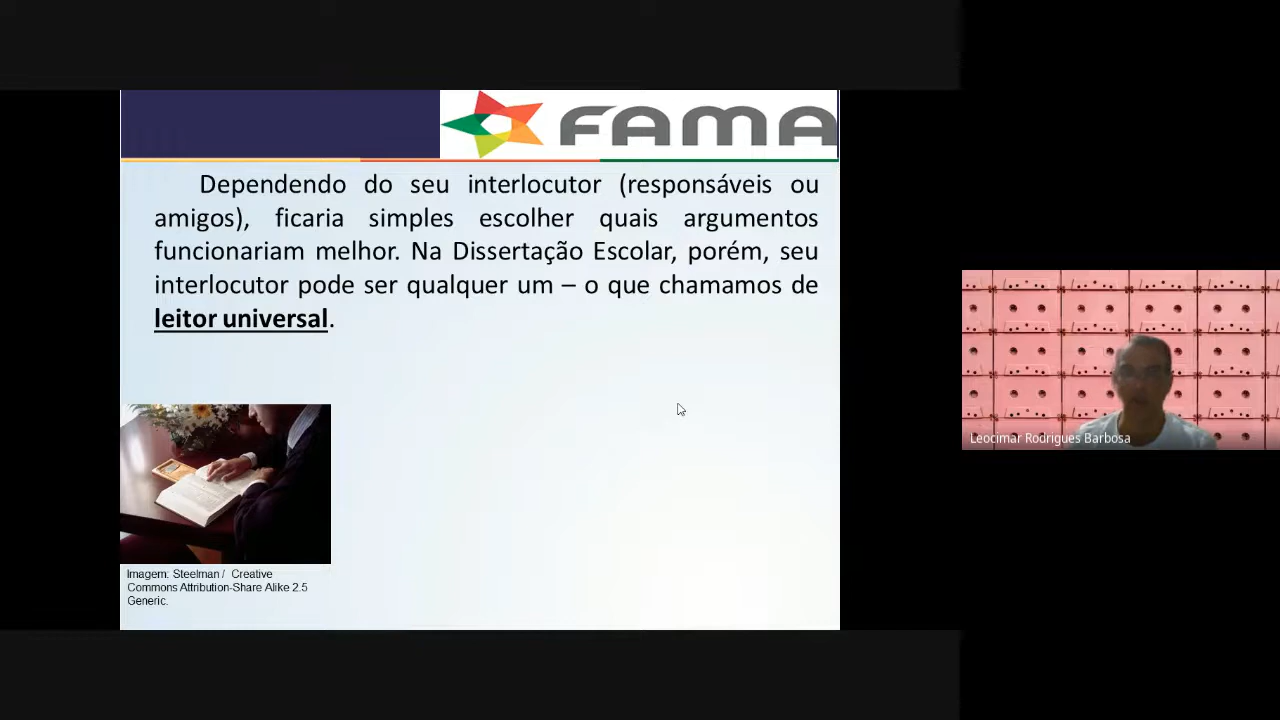 FAMA
Dependendo do seu interlocutor (responsáveis ou
amigos), ficaria simples escolher quais argumentos
funcionariam melhor. Na Dissertação Escolar, porém, seu
interlocutor pode ser qualquer um – o que chamamos de
leitor universal.
Imagem: Steelman / Creative
Commons Attribution-Share Alike 2.5
Generic.
Leocimar Rodrigues Barbosa